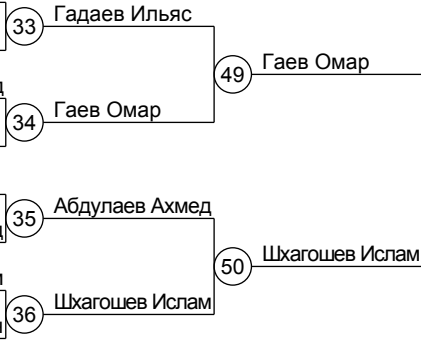 33 Гадаев Ильяс
49 Гаев Омар
34 Гаев Омар
35 Абдулаев Ахмед
50 Шхагошев Ислам
36 Шхагошев Ислам